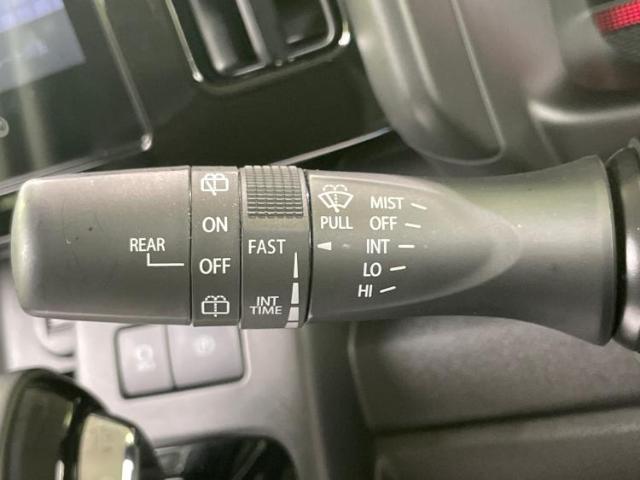 REAR
ON
OFF
FAST
INT
TIME
PULL
MIST
OFF
INT
LO
HI